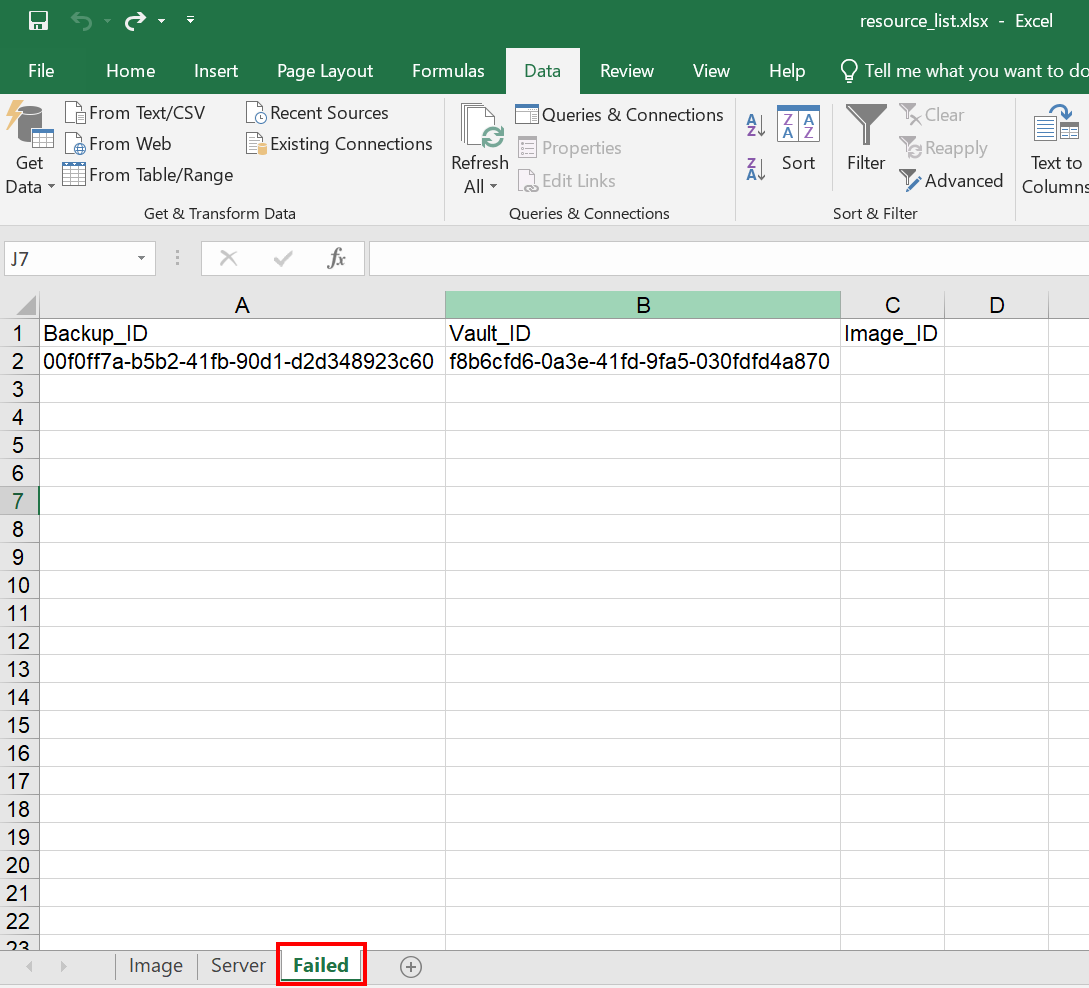 resource_list.xlsx - Excel
File Home Insert Page Layout Formulas Data Review View Help Tell me what you want to do
Get Data
From Text/CSV
From Web
From Table/Range
Recent Sources
Existing Connections
Get & Transform Data
Refresh All
Queries & Connections
Properties
Edit Links
Queries & Connections
A Z
Z A
Z A A Z
Sort
Filter
Clear
Reapply
Advanced
Sort & Filter
Text to Columns
J7 fx
A B C D
1 Backup_ID Vault_ID Image_ID
2 00f0ff7a-b5b2-41fb-90d1-d2d348923c60 f8b6cfd6-0a3e-41fd-9fa5-030fdfd4a870
3
4
5
6
7
8
9
10
11
12
13
14
15
16
17
18
19
20
21
22
23
Image Server Failed